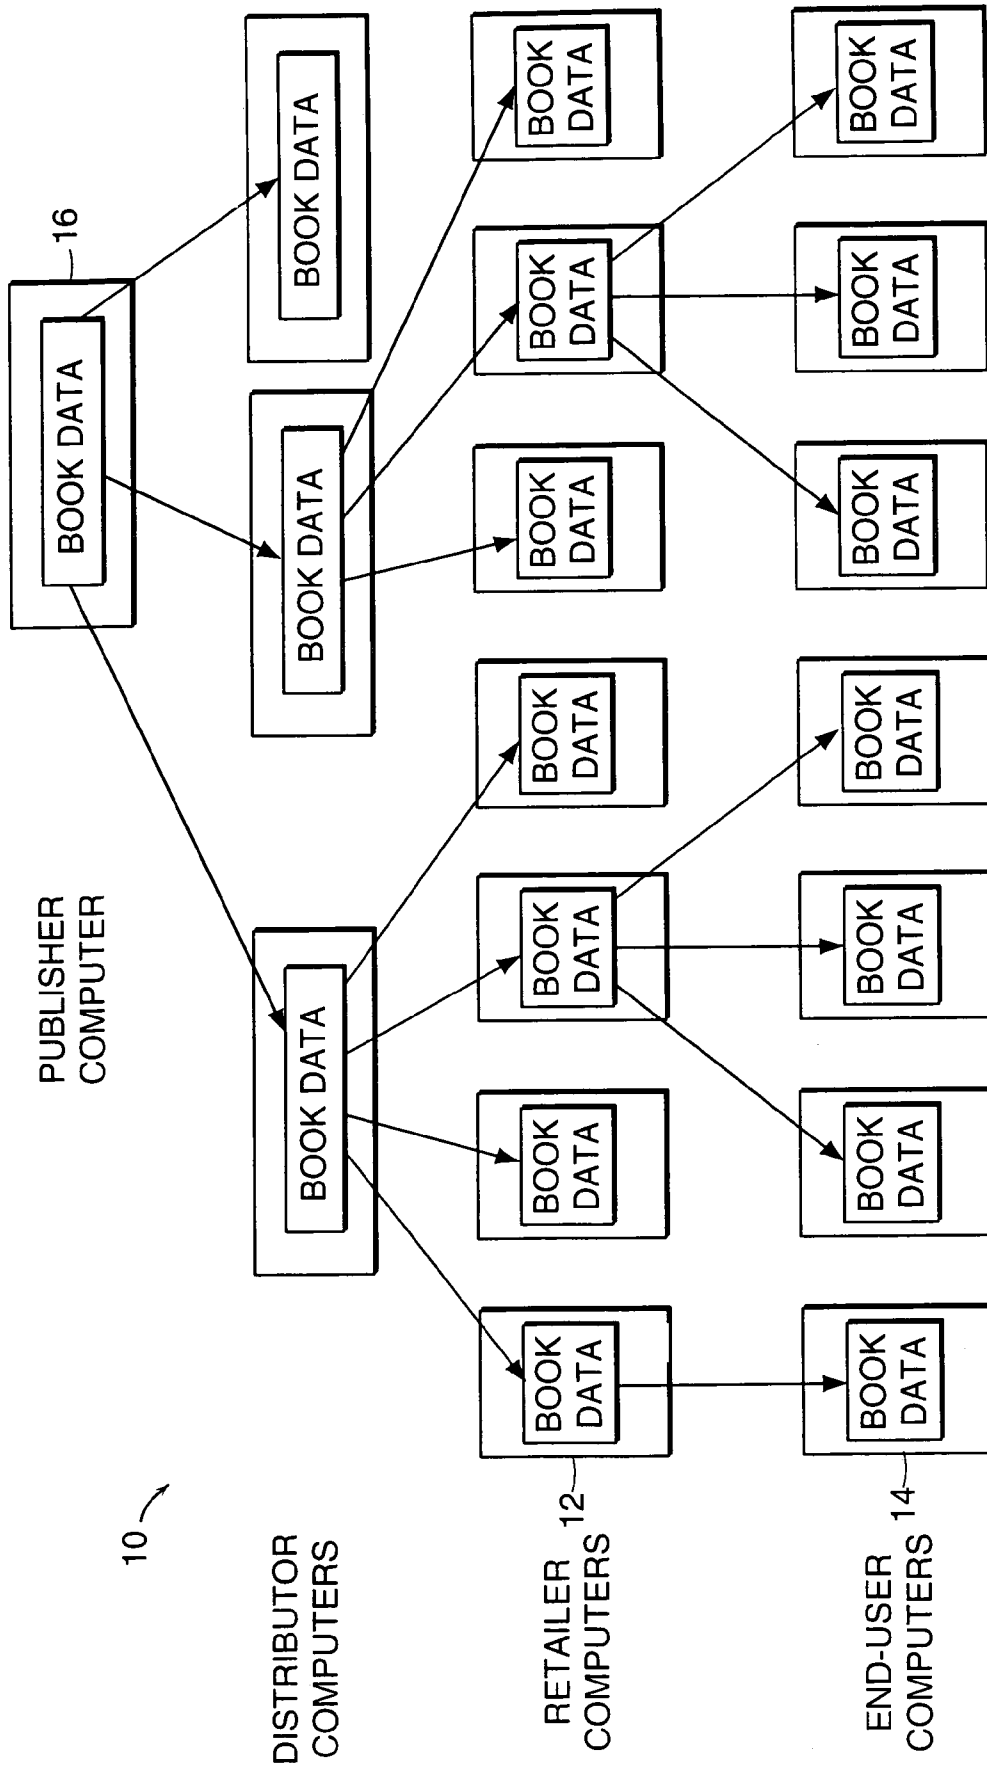 PUBLISHER
COMPUTER
BOOK DATA
16
10
DISTRIBUTOR
COMPUTERS
BOOK DATA
BOOK DATA
BOOK DATA
RETAILER
COMPUTERS
12
BOOK
DATA
BOOK
DATA
BOOK
DATA
BOOK
DATA
BOOK
DATA
BOOK
DATA
BOOK
DATA
END-USER
COMPUTERS
14
BOOK
DATA
BOOK
DATA
BOOK
DATA
BOOK
DATA
BOOK
DATA
BOOK
DATA
BOOK
DATA